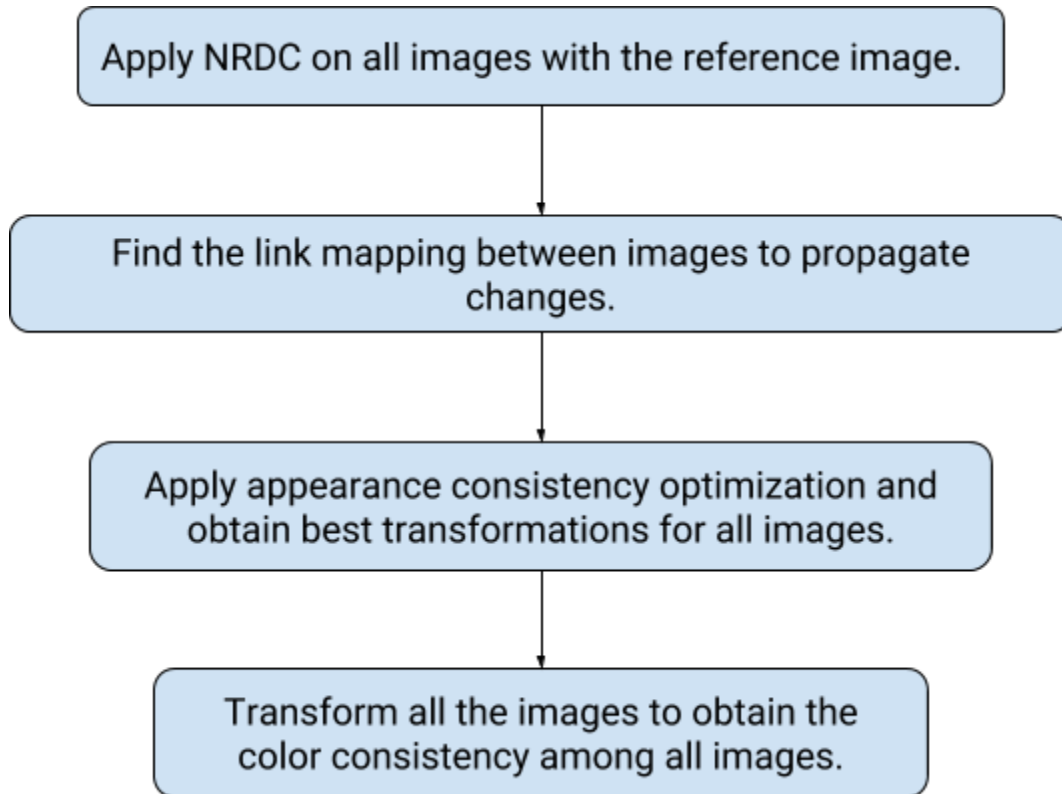 Apply NRDC on all images with the reference image.
Find the link mapping between images to propagate
changes.
Apply appearance consistency optimization and
obtain best transformations for all images.
Transform all the images to obtain the
color consistency among all images.